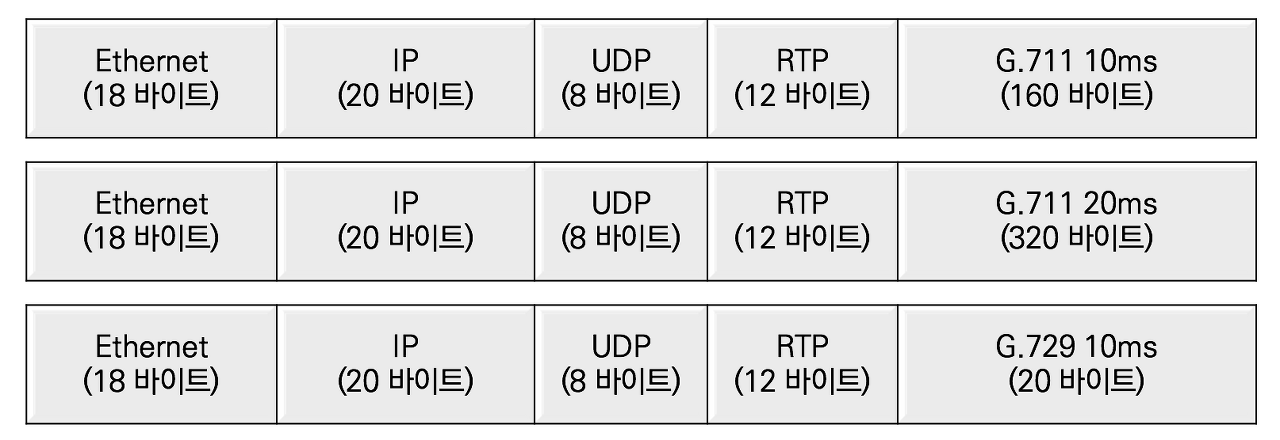 Ethernet
(18 바이트)
IP
(20 바이트)
UDP
(8 바이트)
RTP
(12 바이트)
G.711 10ms
(160 바이트)
Ethernet
(18 바이트)
IP
(20 바이트)
UDP
(8 바이트)
RTP
(12 바이트)
G.711 20ms
(320 바이트)
Ethernet
(18 바이트)
IP
(20 바이트)
UDP
(8 바이트)
RTP
(12 바이트)
G.729 10ms
(20 바이트)